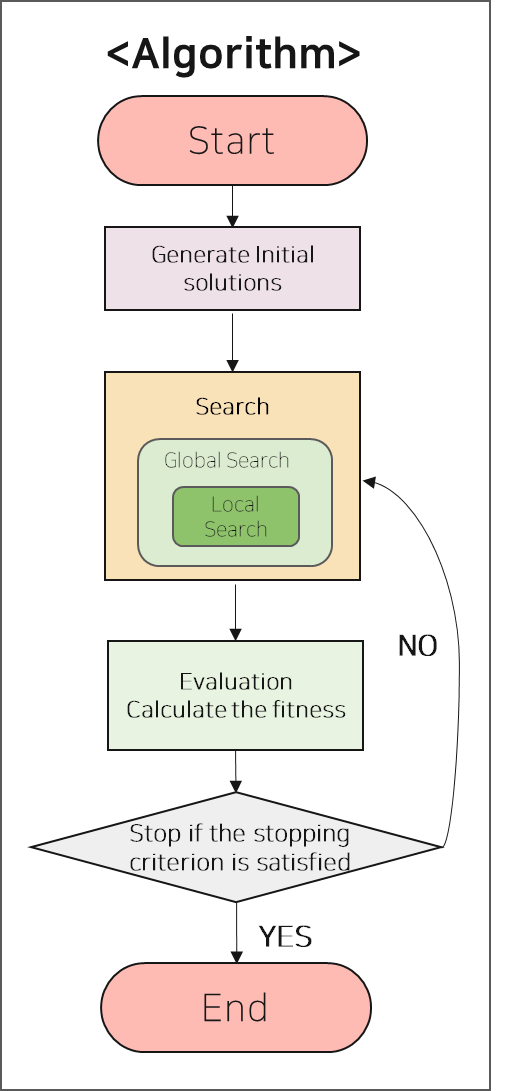 <Algorithm>
Start
Generate Initial
solutions
Search
Global Search
Local
Search
NO
Evaluation
Calculate the fitness
Stop if the stopping
criterion is satisfied
YES
End